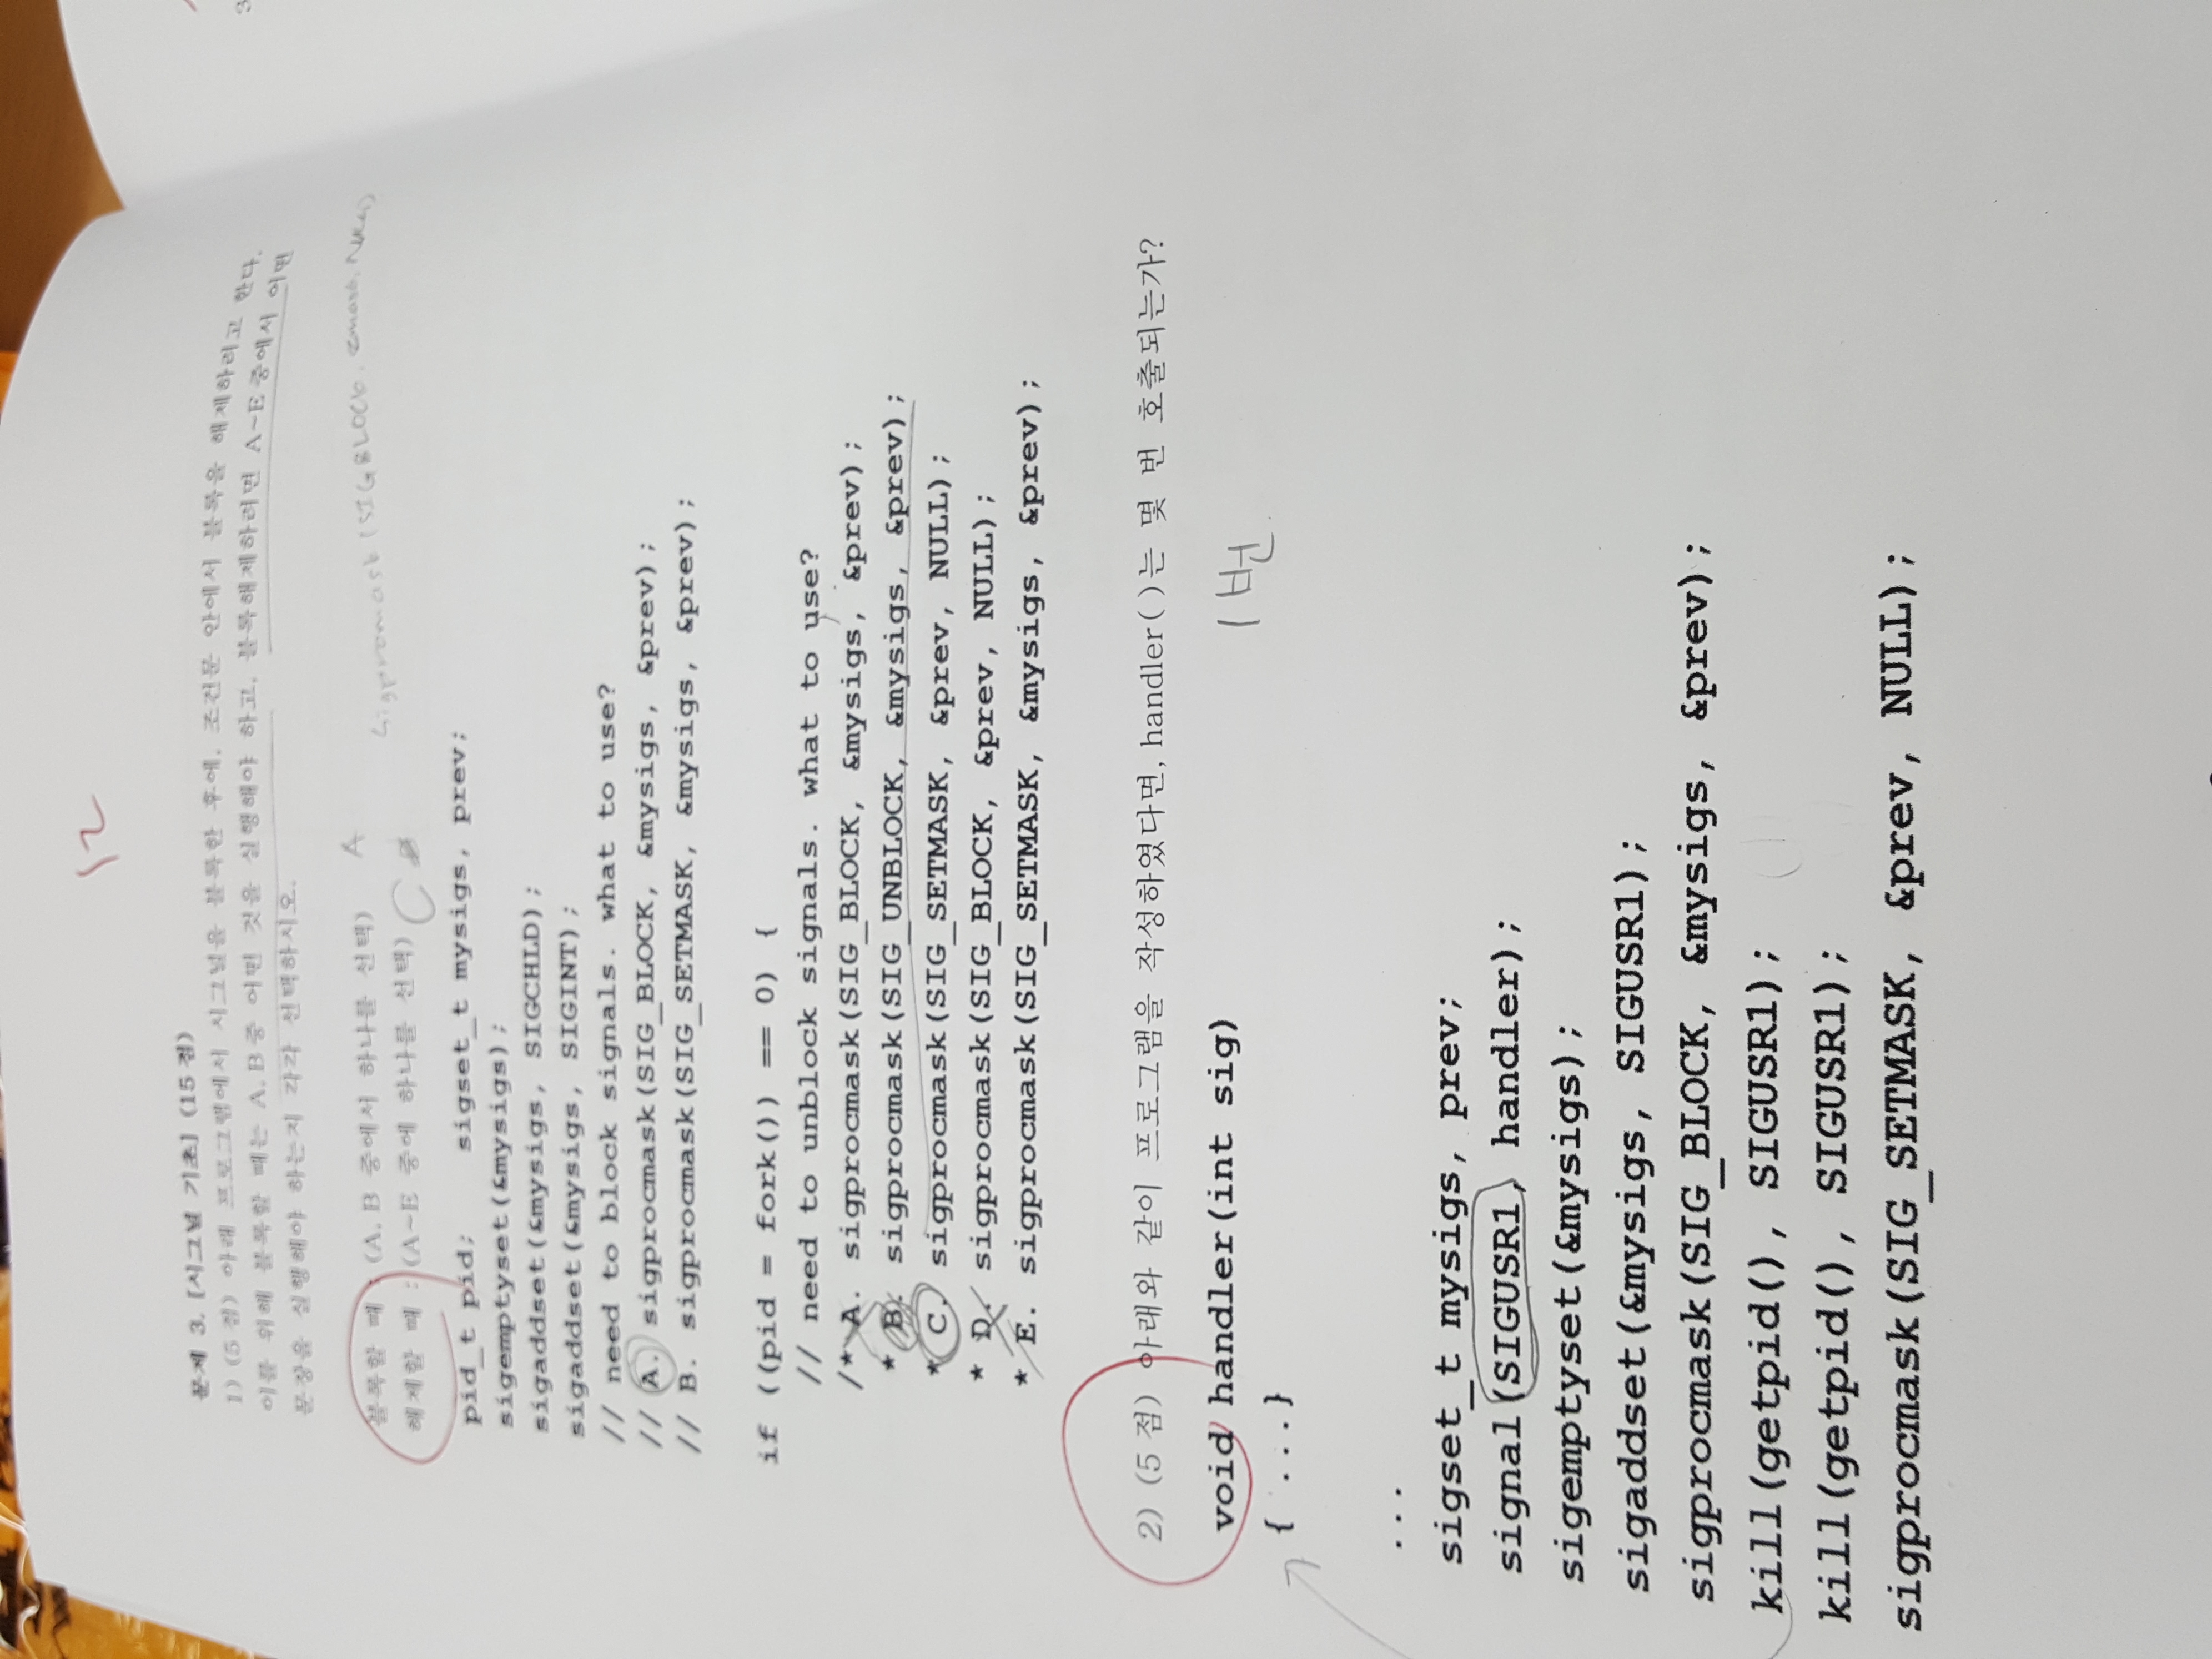 12
문제 3. [시그널 기초] (15 점)
1) (5 점) 아래 프로그램에서 시그널을 블록한 후에, 조건문 안에서 블록을 해제하려고 한다.
이를 위해 블록할 때는 A, B 중 어떤 것을 실행해야 하고, 블록해제하려면 A~E 중에서 어떤
문장을 실행해야 하는지 각각 선택하시오.
블록할 때 : (A, B 중에서 하나를 선택) A
해제할 때 : (A~E 중에 하나를 선택) C
pid_t pid; sigset_t mysigs, prev;
sigemptyset(&mysigs);
sigaddset(&mysigs, SIGCHLD);
sigaddset(&mysigs, SIGINT);
// need to block signals. what to use?
// A. sigprocmask(SIG_BLOCK, &mysigs, &prev);
// B. sigprocmask(SIG_SETMASK, &mysigs, &prev);
if ((pid = fork()) == 0) {
// need to unblock signals. what to use?
/* A. sigprocmask(SIG_BLOCK, &mysigs, &prev);
* B. sigprocmask(SIG_UNBLOCK, &mysigs, &prev);
* C. sigprocmask(SIG_SETMASK, &prev, NULL);
* D. sigprocmask(SIG_BLOCK, &prev, NULL);
* E. sigprocmask(SIG_SETMASK, &mysigs, &prev);
2) (5 점) 아래와 같이 프로그램을 작성하였다면, handler( )는 몇 번 호출되는가?
void handler(int sig)
1번
{ ...}
...
sigset_t mysigs, prev;
signal(SIGUSR1, handler);
sigemptyset(&mysigs);
sigaddset(&mysigs, SIGUSR1);
sigprocmask(SIG_BLOCK, &mysigs, &prev);
kill(getpid(), SIGUSR1);
kill(getpid(), SIGUSR1);
sigprocmask(SIG_SETMASK, &prev, NULL);